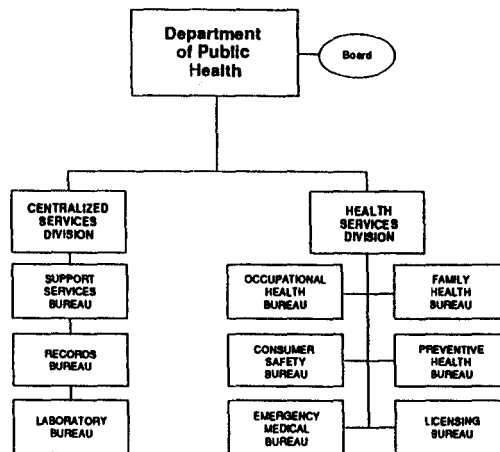 Department
of Public
Health
Board
CENTRALIZED
SERVICES
DIVISION
HEALTH
SERVICES
DIVISION
SUPPORT
SERVICES
BUREAU
OCCUPATIONAL
HEALTH
BUREAU
FAMILY
HEALTH
BUREAU
RECORDS
BUREAU
CONSUMER
SAFETY
BUREAU
PREVENTIVE
HEALTH
BUREAU
LABORATORY
BUREAU
EMERGENCY
MEDICAL
BUREAU
LICENSING
BUREAU